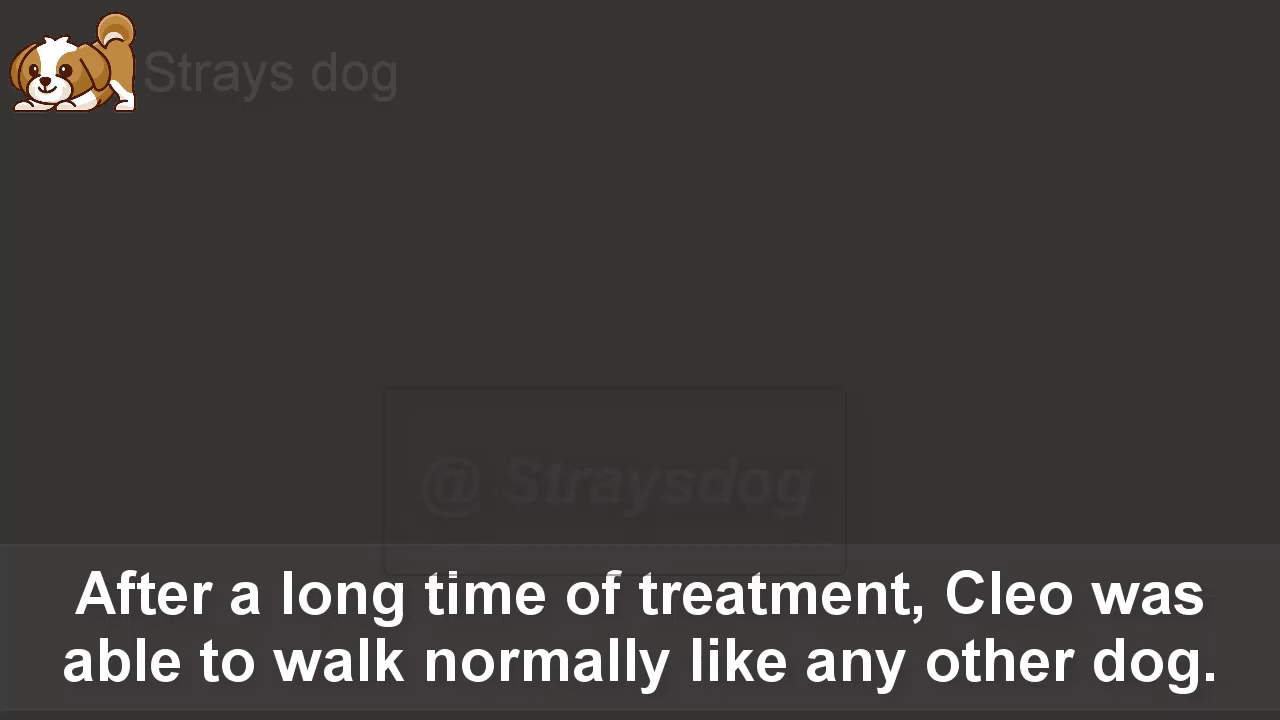 Strays dog
@ Straysdog
After a long time of treatment, Cleo was
able to walk normally like any other dog.